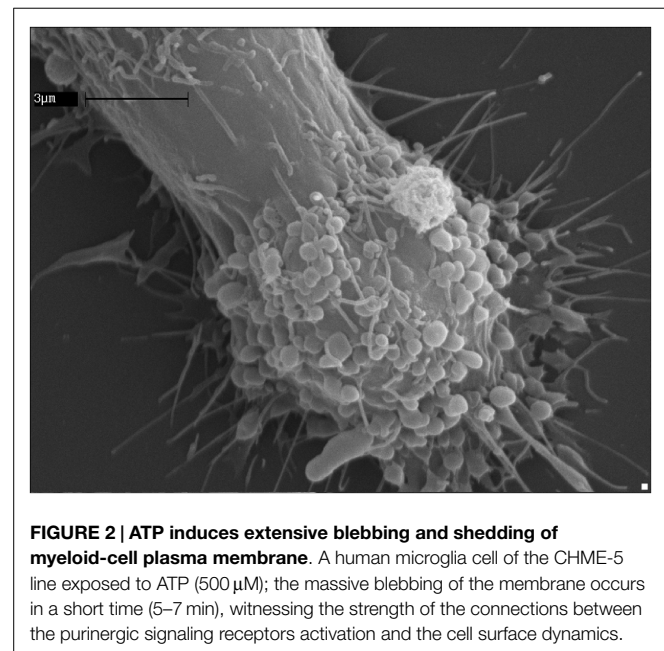 3µm
FIGURE 2 | ATP induces extensive blebbing and shedding of
myeloid-cell plasma membrane. A human microglia cell of the CHME-5
line exposed to ATP (500 µM); the massive blebbing of the membrane occurs
in a short time (5–7 min), witnessing the strength of the connections between
the purinergic signaling receptors activation and the cell surface dynamics.